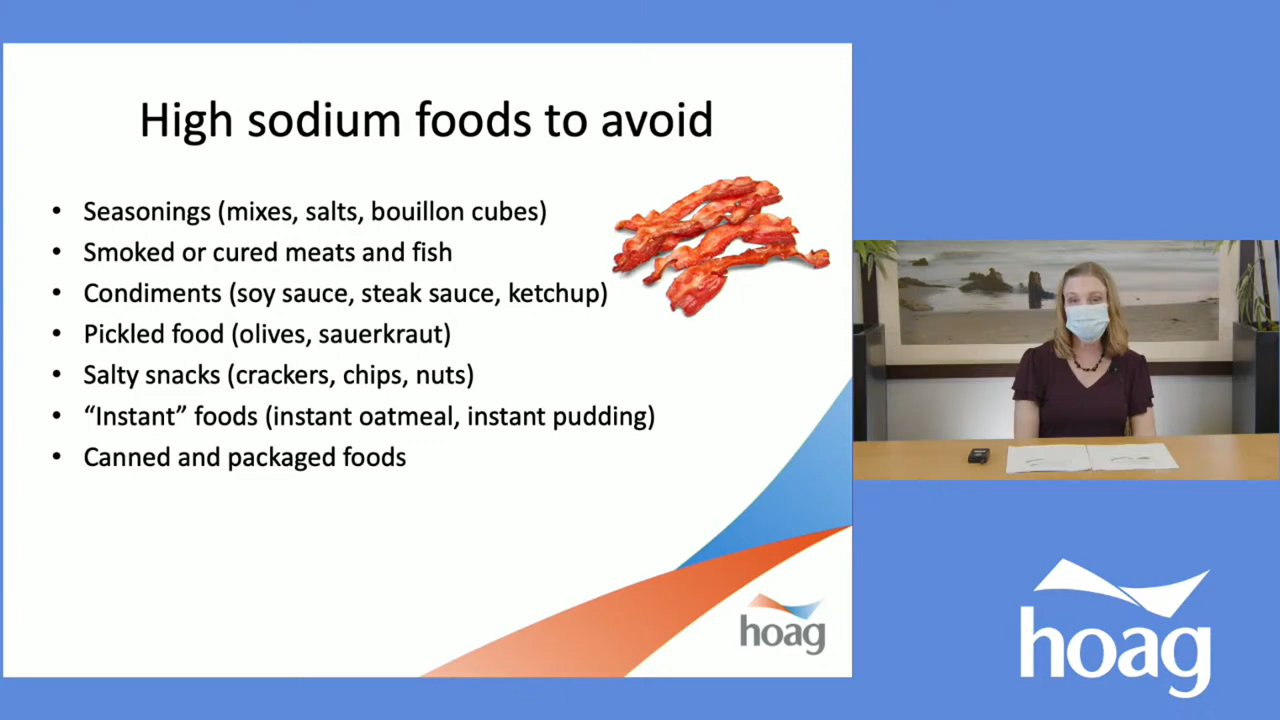 High sodium foods to avoid
• Seasonings (mixes, salts, bouillon cubes)
• Smoked or cured meats and fish
• Condiments (soy sauce, steak sauce, ketchup)
• Pickled food (olives, sauerkraut)
• Salty snacks (crackers, chips, nuts)
• “Instant” foods (instant oatmeal, instant pudding)
• Canned and packaged foods
hoag
hoag